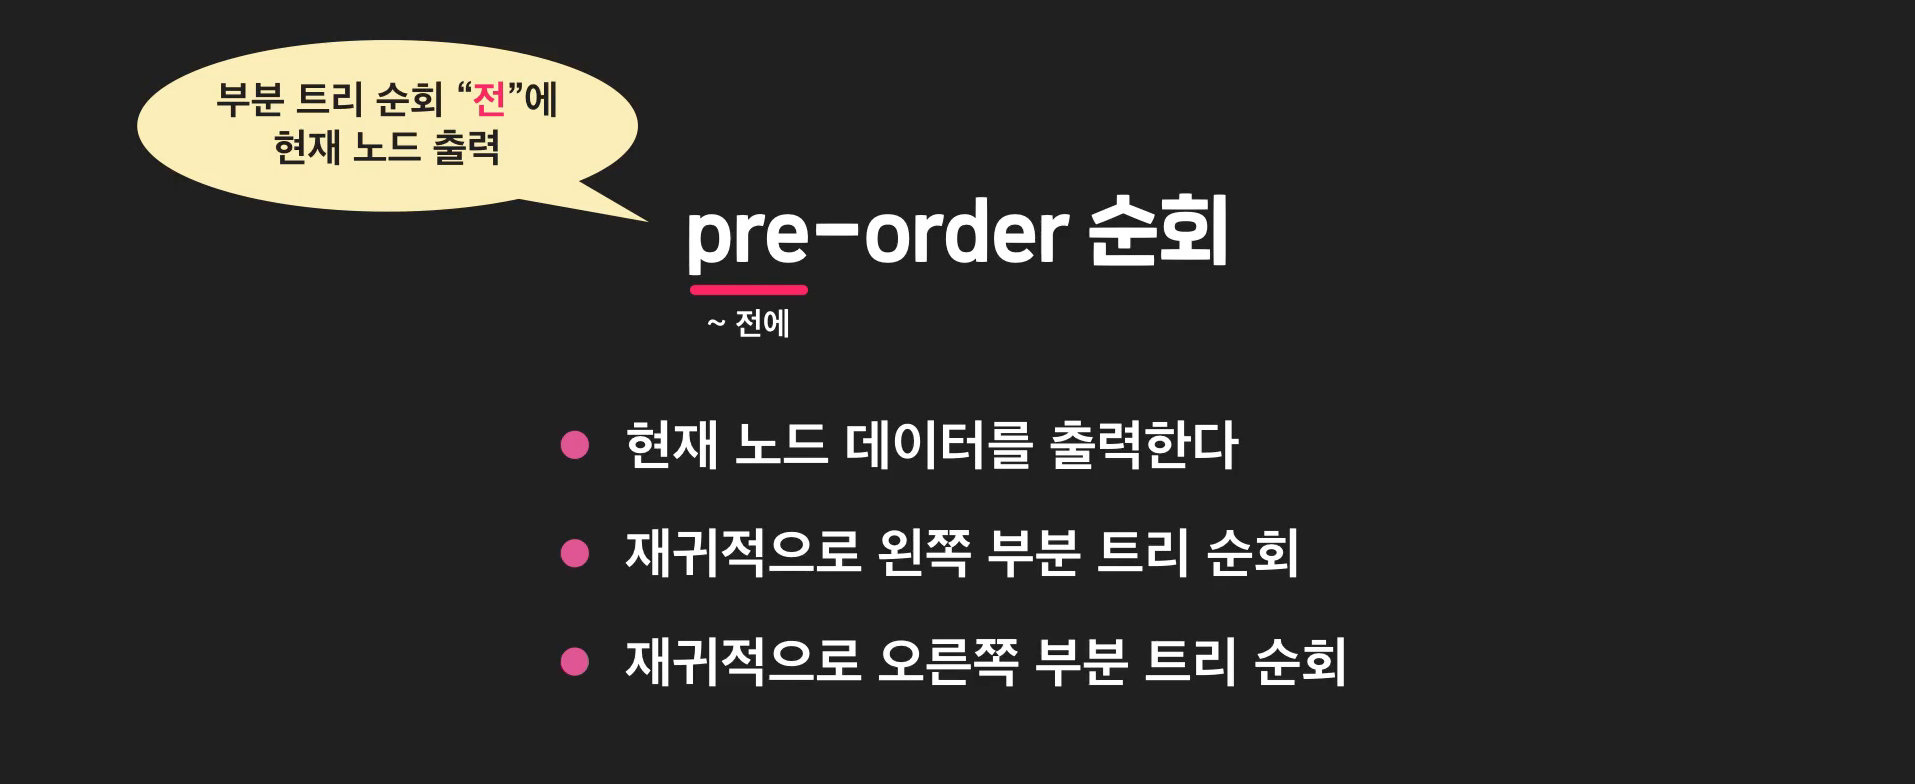 부분 트리 순회 “전”에
현재 노드 출력
pre-order 순회
~ 전에
현재 노드 데이터를 출력한다
재귀적으로 왼쪽 부분 트리 순회
재귀적으로 오른쪽 부분 트리 순회